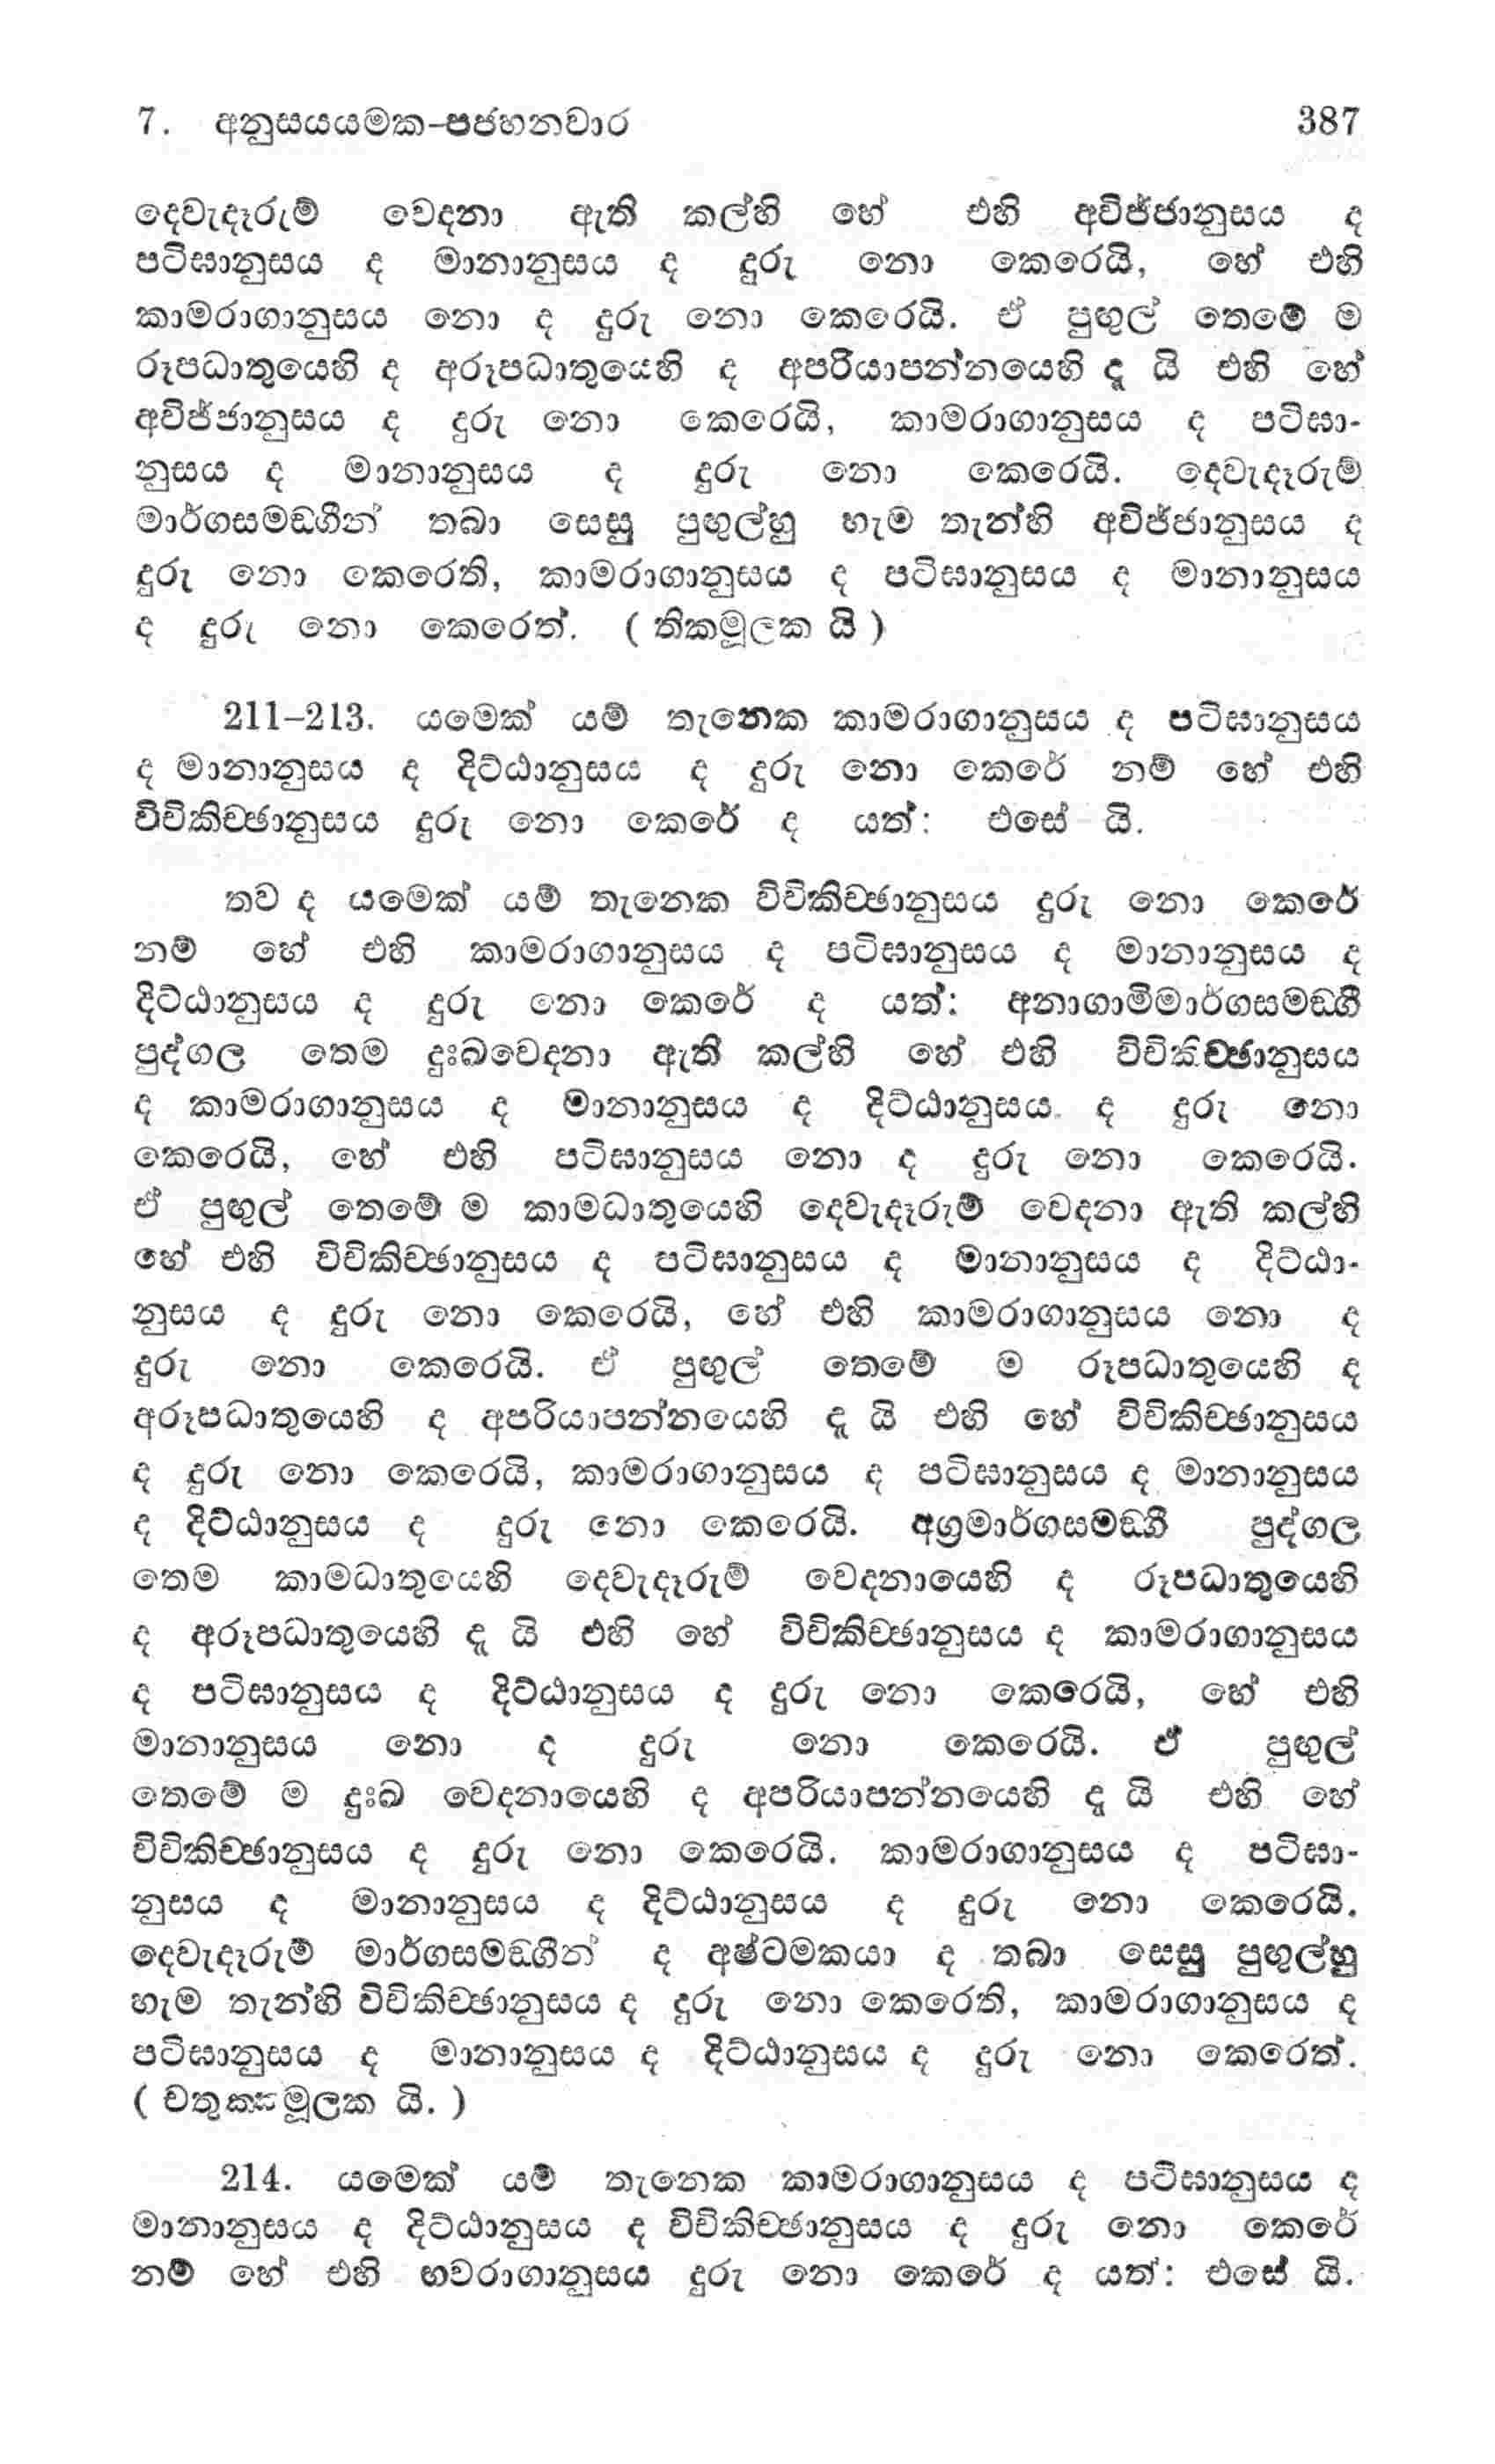 7. අනුසයයමක-පජහනවාර 387
දෙවැදෑරුම් වෙදනා ඇති කල්හි හේ එහි අවිජ්ජානුසය ද
පටිඝානුසය ද මානානුසය ද දුරු නො කෙරෙයි, හේ එහි
කාමරාගානුසය නො ද දුරු නො කෙරෙයි. ඒ පුඟුල් තෙමේ ම
රූපධාතුයෙහි ද අරූපධාතුයෙහි ද අපරියාපන්නයෙහි දැ යි එහි හේ
අවිජ්ජානුසය ද දුරු නො කෙරෙයි, කාමරාගානුසය ද පටිඝා-
නුසය ද මානානුසය ද දුරු නො කෙරෙයි. දෙවැදෑරුම්
මාර්ගසමඞ්ගීන් තබා සෙසු පුඟුල්හු හැම තැන්හි අවිජ්ජානුසය ද
දුරු නො කෙරෙති, කාමරාගානුසය ද පටිඝානුසය ද මානානුසය
ද දුරු නො කෙරෙත්. ( තිකමූලක යි )
211–213. යමෙක් යම් තැනෙක කාමරාගානුසය ද පටිඝානුසය
ද මානානුසය ද දිට්ඨානුසය ද දුරු නො කෙරේ නම් හේ එහි
විචිකිච්ඡානුසය දුරු නො කෙරේ ද යත්: එසේ යි.
තව ද යමෙක් යම් තැනෙක විචිකිච්ඡානුසය දුරු නො කෙරේ
නම් හේ එහි කාමරාගානුසය ද පටිඝානුසය ද මානානුසය ද
දිට්ඨානුසය ද දුරු නො කෙරේ ද යත්: අනාගාමිමාර්ගසමඞ්ගී
පුද්ගල තෙම දුඃඛවෙදනා ඇති කල්හි හේ එහි විචිකිච්ඡානුසය
ද කාමරාගානුසය ද මානානුසය ද දිට්ඨානුසය ද දුරු නො
කෙරෙයි, හේ එහි පටිඝානුසය නො ද දුරු නො කෙරෙයි.
ඒ පුඟුල් තෙමේ ම කාමධාතුයෙහි දෙවැදෑරුම් වෙදනා ඇති කල්හි
හේ එහි විචිකිච්ඡානුසය ද පටිඝානුසය ද මානානුසය ද දිට්ඨා-
නුසය ද දුරු නො කෙරෙයි, හේ එහි කාමරාගානුසය නො ද
දුරු නො කෙරෙයි. ඒ පුඟුල් තෙමේ ම රූපධාතුයෙහි ද
අරූපධාතුයෙහි ද අපරියාපන්නයෙහි දැ යි එහි හේ විචිකිච්ඡානුසය
ද දුරු නො කෙරෙයි, කාමරාගානුසය ද පටිඝානුසය ද මානානුසය
ද දිට්ඨානුසය ද දුරු නො කෙරෙයි. අග්‍රමාර්ගසමඞ්ගී පුද්ගල
තෙම කාමධාතුයෙහි දෙවැදෑරුම් වෙදනායෙහි ද රූපධාතුයෙහි
ද අරූපධාතුයෙහි දැ යි එහි හේ විචිකිච්ඡානුසය ද කාමරාගානුසය
ද පටිඝානුසය ද දිට්ඨානුසය ද දුරු නො කෙරෙයි, හේ එහි
මානානුසය නො ද දුරු නො කෙරෙයි. ඒ පුඟුල්
තෙමේ ම දුඃඛ වෙදනායෙහි ද අපරියාපන්නයෙහි දැ යි එහි හේ
විචිකිච්ඡානුසය ද දුරු නො කෙරෙයි. කාමරාගානුසය ද පටිඝා-
නුසය ද මානානුසය ද දිට්ඨානුසය ද දුරු නො කෙරෙයි.
දෙවැදෑරුම් මාර්ගසමඞ්ගීන් ද අෂ්ටමකයා ද තබා සෙසු පුඟුල්හු
හැම තැන්හි විචිකිච්ඡානුසය ද දුරු නො කෙරෙති, කාමරාගානුසය ද
පටිඝානුසය ද මානානුසය ද දිට්ඨානුසය ද දුරු නො කෙරෙත්.
( චතුක්කමූලක යි. )
214. යමෙක් යම් තැනෙක කාමරාගානුසය ද පටිඝානුසය ද
මානානුසය ද දිට්ඨානුසය ද විචිකිච්ඡානුසය ද දුරු නො කෙරේ
නම් හේ එහි භවරාගානුසය දුරු නො කෙරේ ද යත්: එසේ යි.